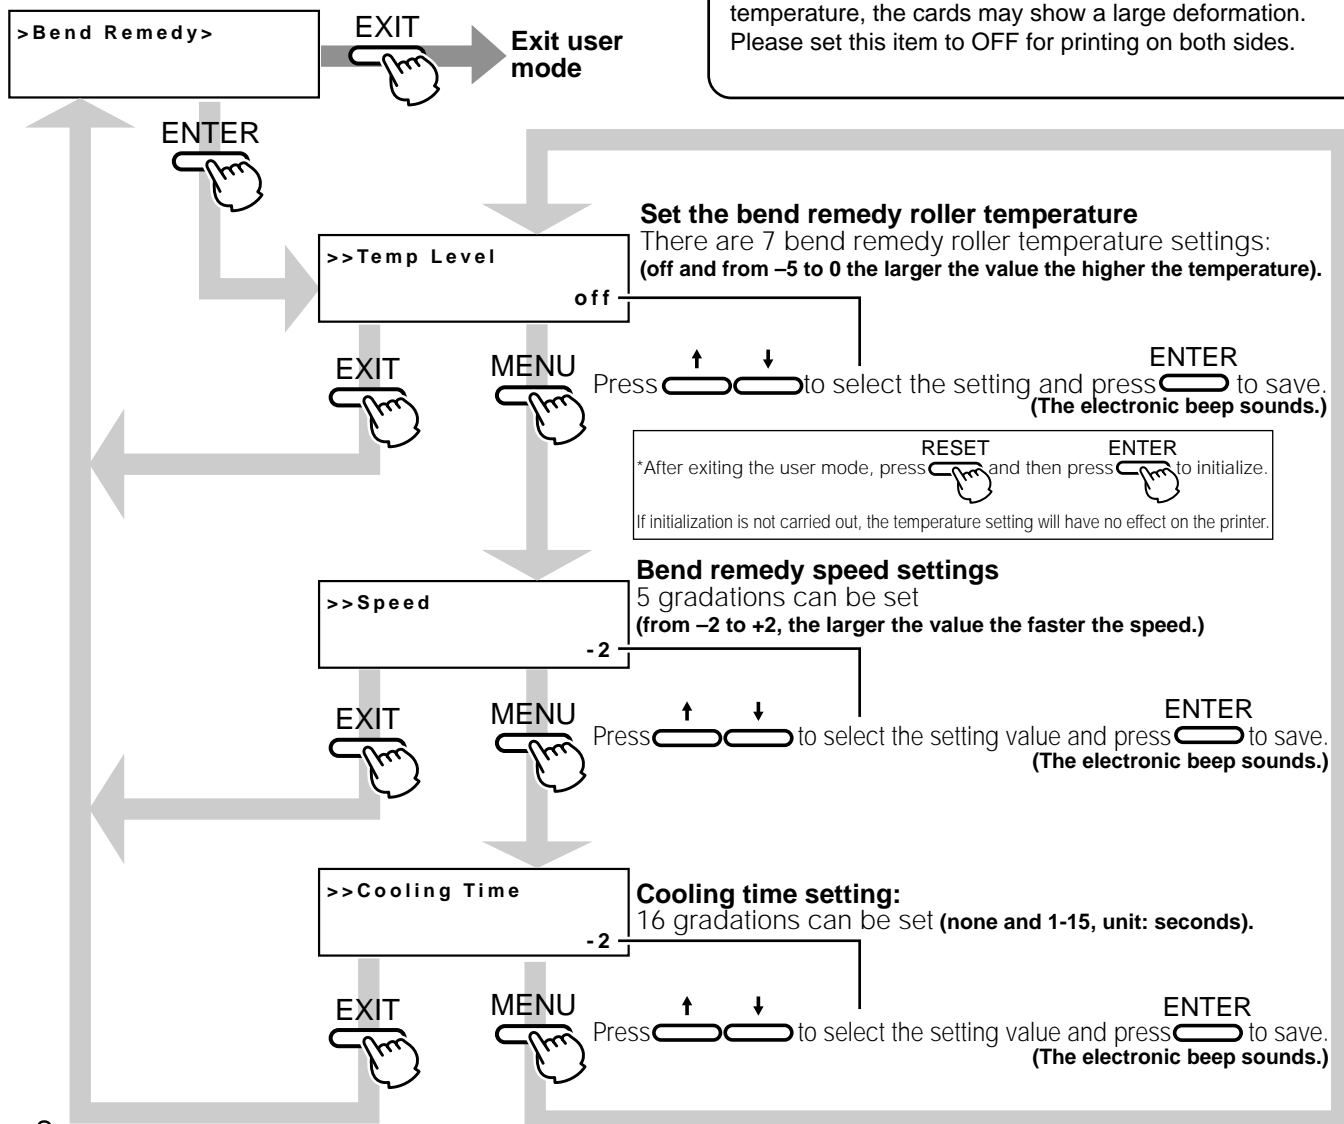 temperature, the cards may show a large deformation.
Please set this item to OFF for printing on both sides.
>Bend Remedy>
EXIT
Exit user
mode
ENTER
Set the bend remedy roller temperature
There are 7 bend remedy roller temperature settings:
(off and from –5 to 0 the larger the value the higher the temperature).
>>Temp Level
off
EXIT
MENU
Press ↑ ↓ to select the setting and press ENTER to save.
(The electronic beep sounds.)
*After exiting the user mode, press RESET and then press ENTER to initialize.
If initialization is not carried out, the temperature setting will have no effect on the printer.
Bend remedy speed settings
5 gradations can be set
(from –2 to +2, the larger the value the faster the speed.)
>>Speed
-2
EXIT
MENU
Press ↑ ↓ to select the setting value and press ENTER to save.
(The electronic beep sounds.)
>>Cooling Time
-2
Cooling time setting:
16 gradations can be set (none and 1-15, unit: seconds).
EXIT
MENU
Press ↑ ↓ to select the setting value and press ENTER to save.
(The electronic beep sounds.)